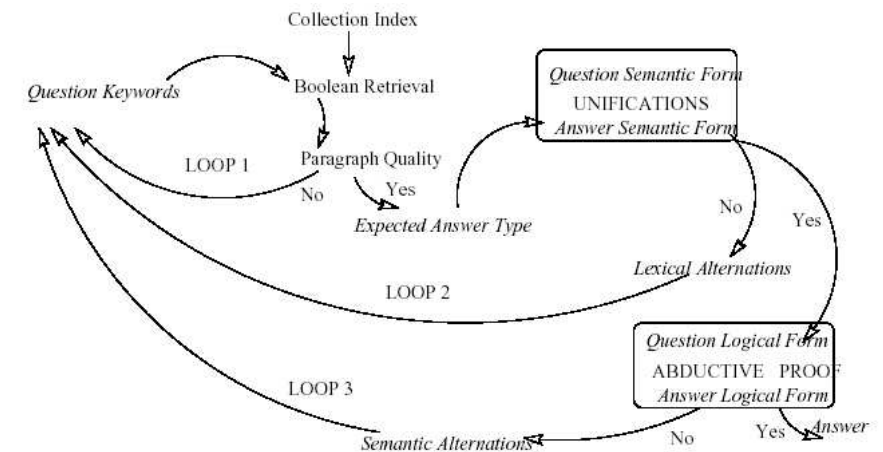 Collection Index
Question Keywords
Boolean Retrieval
Question Semantic Form
UNIFICATIONS
Answer Semantic Form
LOOP 1
Paragraph Quality
No
Yes
Expected Answer Type
No
Yes
Lexical Alternations
LOOP 2
Question Logical Form
ABDUCTIVE PROOF
Answer Logical Form
LOOP 3
Semantic Alternations
No
Yes
Answer